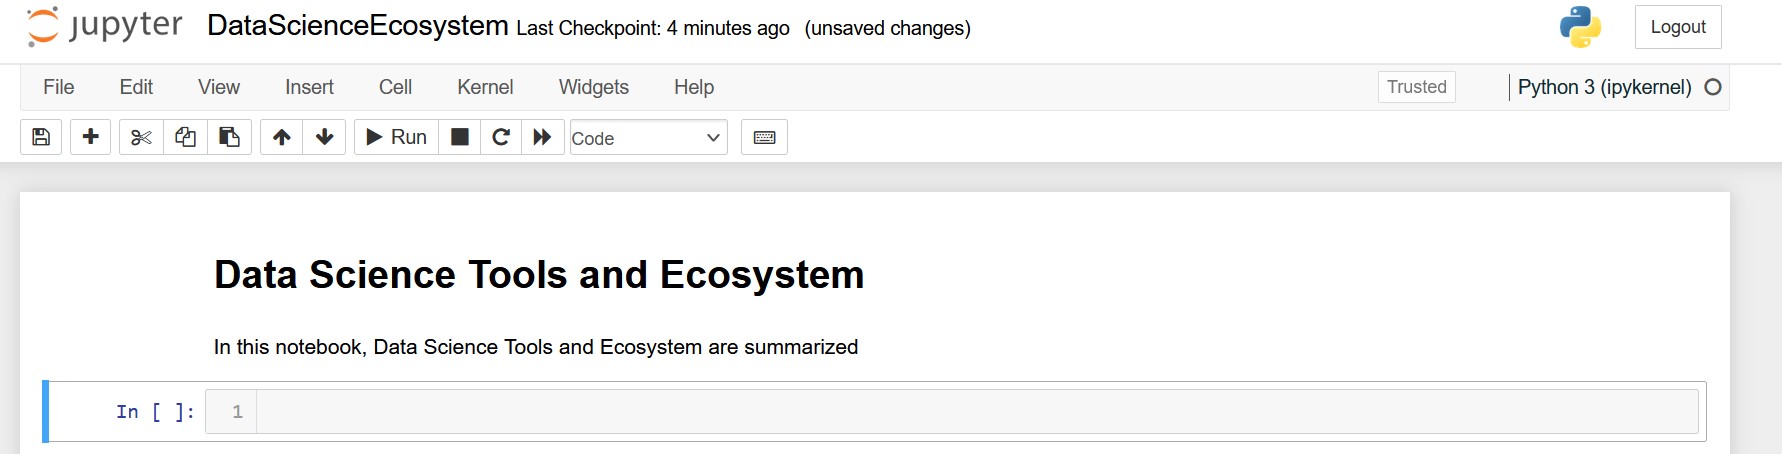 jupyter DataScienceEcosystem Last Checkpoint: 4 minutes ago (unsaved changes) Logout
File Edit View Insert Cell Kernel Widgets Help Trusted Python 3 (ipykernel)
Run Code
Data Science Tools and Ecosystem
In this notebook, Data Science Tools and Ecosystem are summarized
In [ ]: 1